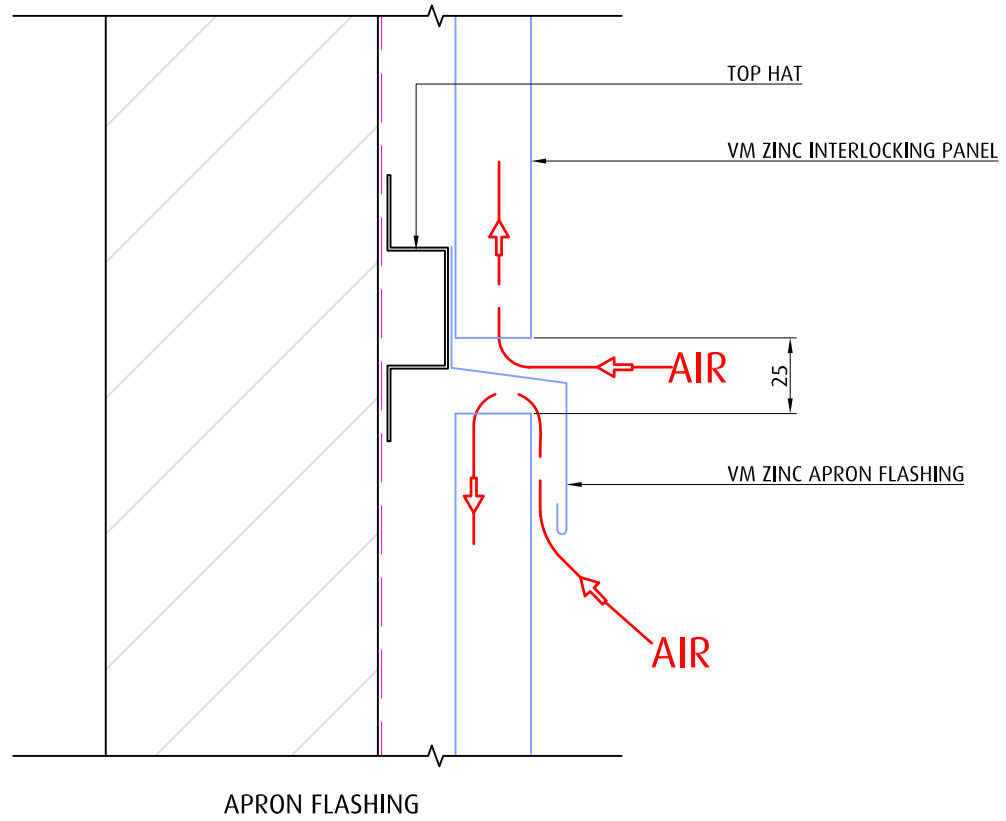 TOP HAT
VM ZINC INTERLOCKING PANEL
AIR
25
VM ZINC APRON FLASHING
AIR
APRON FLASHING